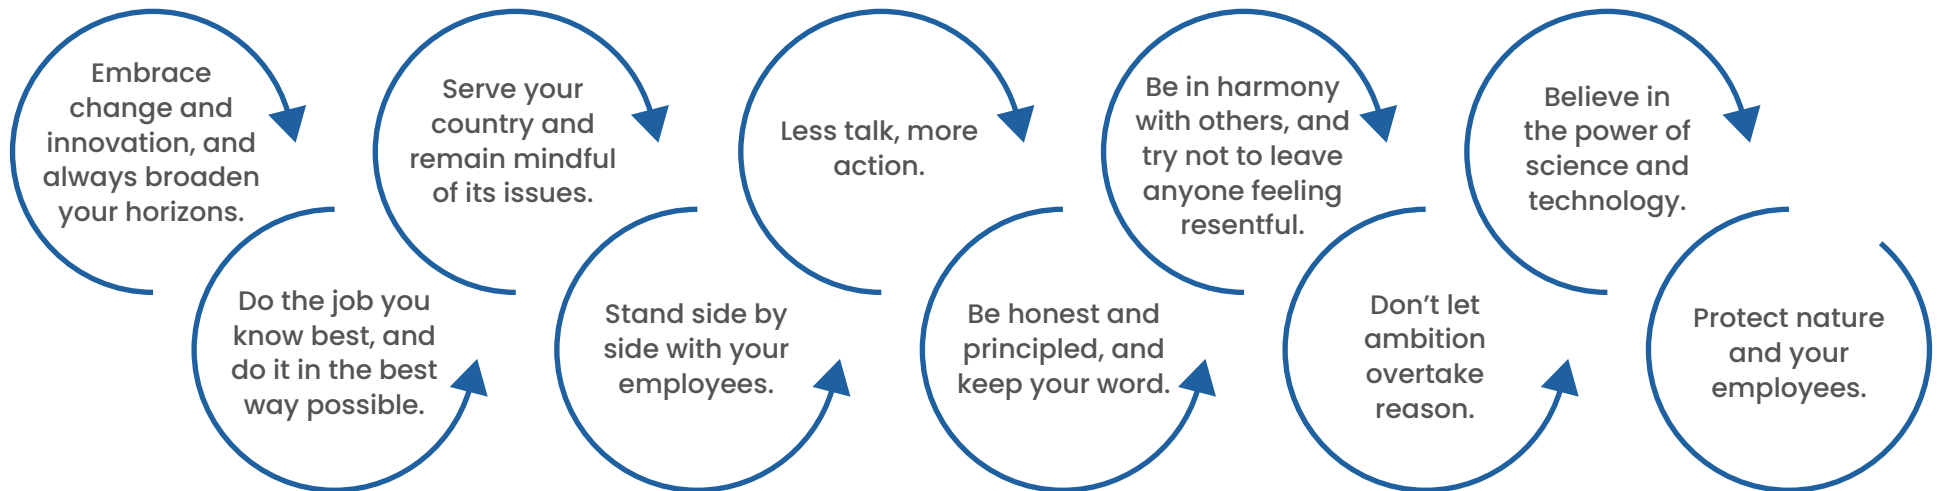 Embrace
change and
innovation, and
always broaden
your horizons.
Do the job you
know best, and
do it in the best
way possible.
Serve your
country and
remain mindful
of its issues.
Stand side by
side with your
employees.
Less talk, more
action.
Be honest and
principled, and
keep your word.
Be in harmony
with others, and
try not to leave
anyone feeling
resentful.
Don’t let
ambition
overtake
reason.
Believe in
the power of
science and
technology.
Protect nature
and your
employees.